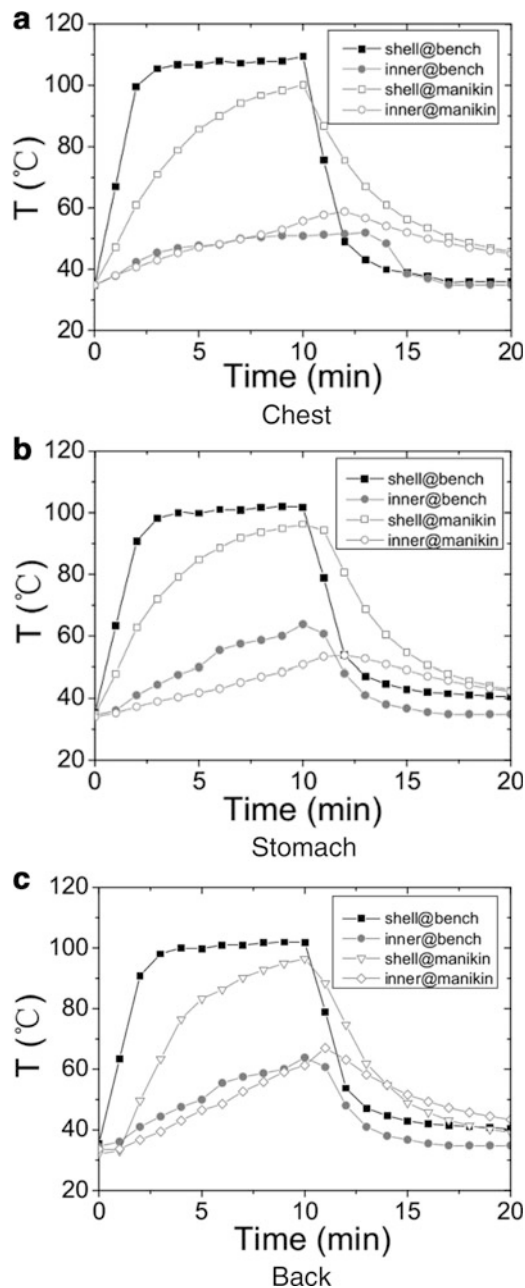 a
120
100
80
60
40
20
T (℃)
shell@bench
inner@bench
shell@manikin
inner@manikin
0 5 10 15 20
Time (min)
Chest
b
120
100
80
60
40
20
T (℃)
shell@bench
inner@bench
shell@manikin
inner@manikin
0 5 10 15 20
Time (min)
Stomach
c
120
100
80
60
40
20
T (℃)
shell@bench
inner@bench
shell@manikin
inner@manikin
0 5 10 15 20
Time (min)
Back